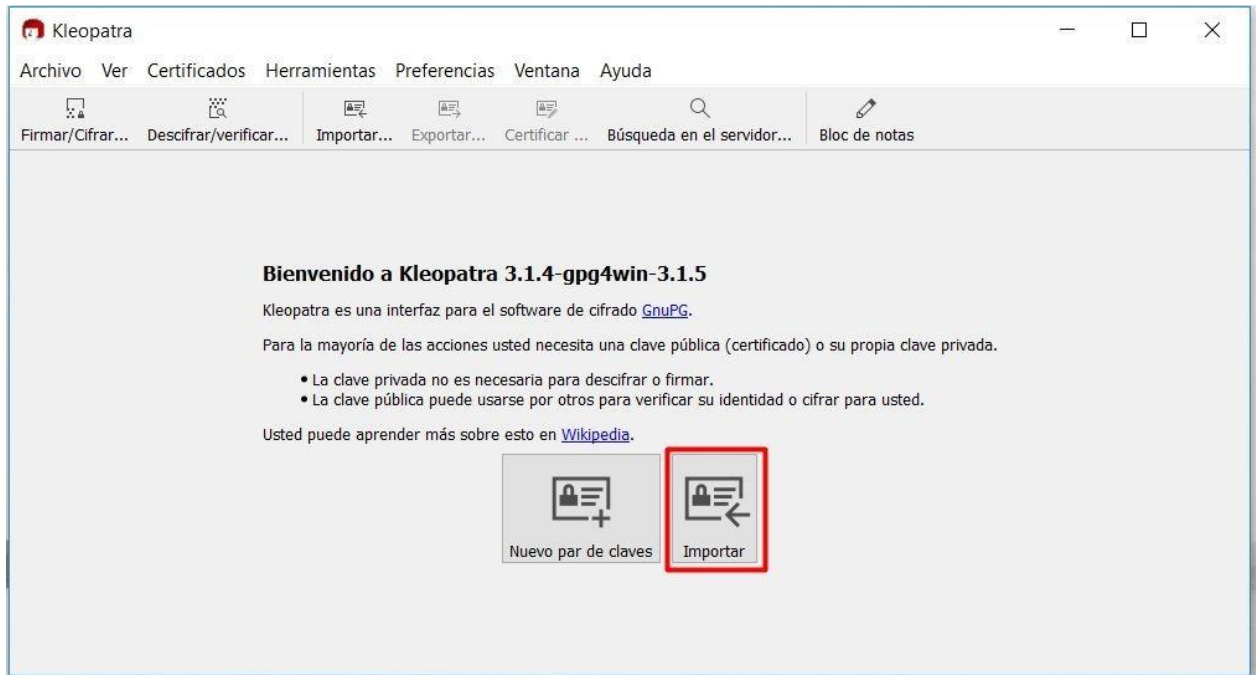 Kleopatra
Archivo Ver Certificados Herramientas Preferencias Ventana Ayuda
Firmar/Cifrar... Descifrar/verificar... Importar... Exportar... Certificar ... Búsqueda en el servidor... Bloc de notas
Bienvenido a Kleopatra 3.1.4-gpg4win-3.1.5
Kleopatra es una interfaz para el software de cifrado GnuPG.
Para la mayoría de las acciones usted necesita una clave pública (certificado) o su propia clave privada.
• La clave privada no es necesaria para descifrar o firmar.
• La clave pública puede usarse por otros para verificar su identidad o cifrar para usted.
Usted puede aprender más sobre esto en Wikipedia.
Nuevo par de claves Importar